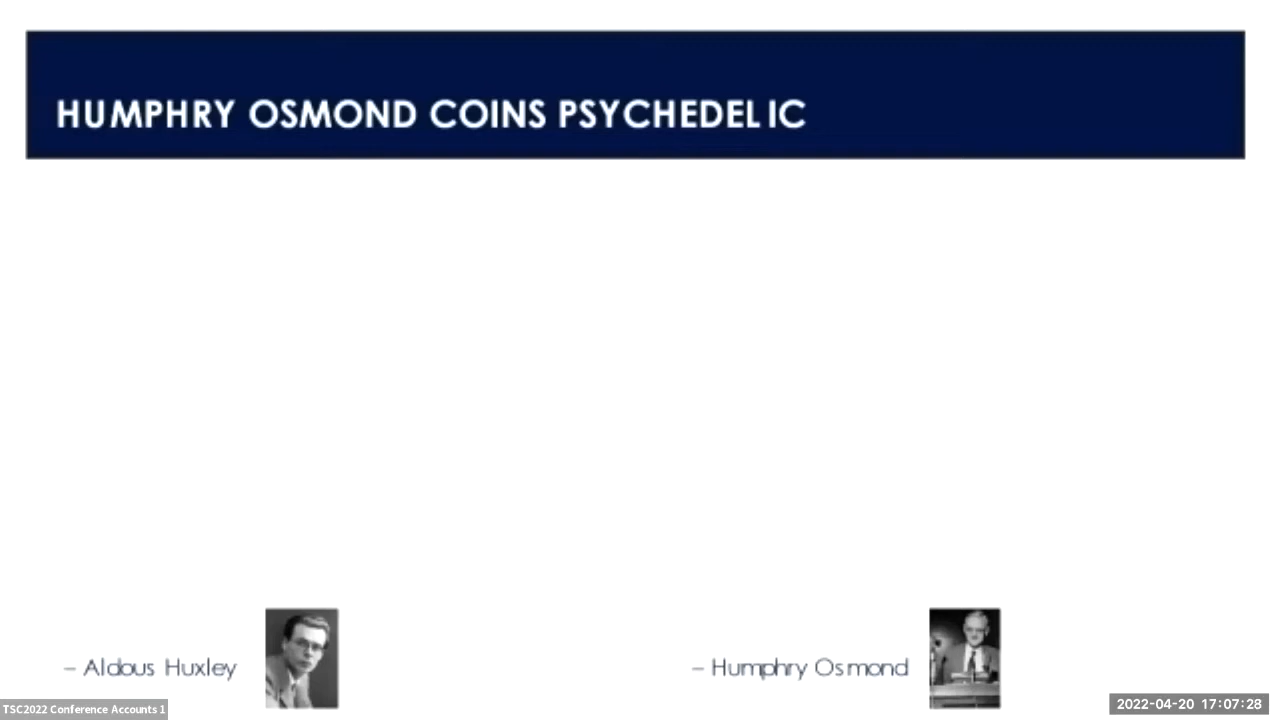 HUMPHRY OSMOND COINS PSYCHEDELIC
– Aldous Huxley
– Humphry Osmond
TSC2022 Conference Accounts 1
2022-04-20 17:07:28